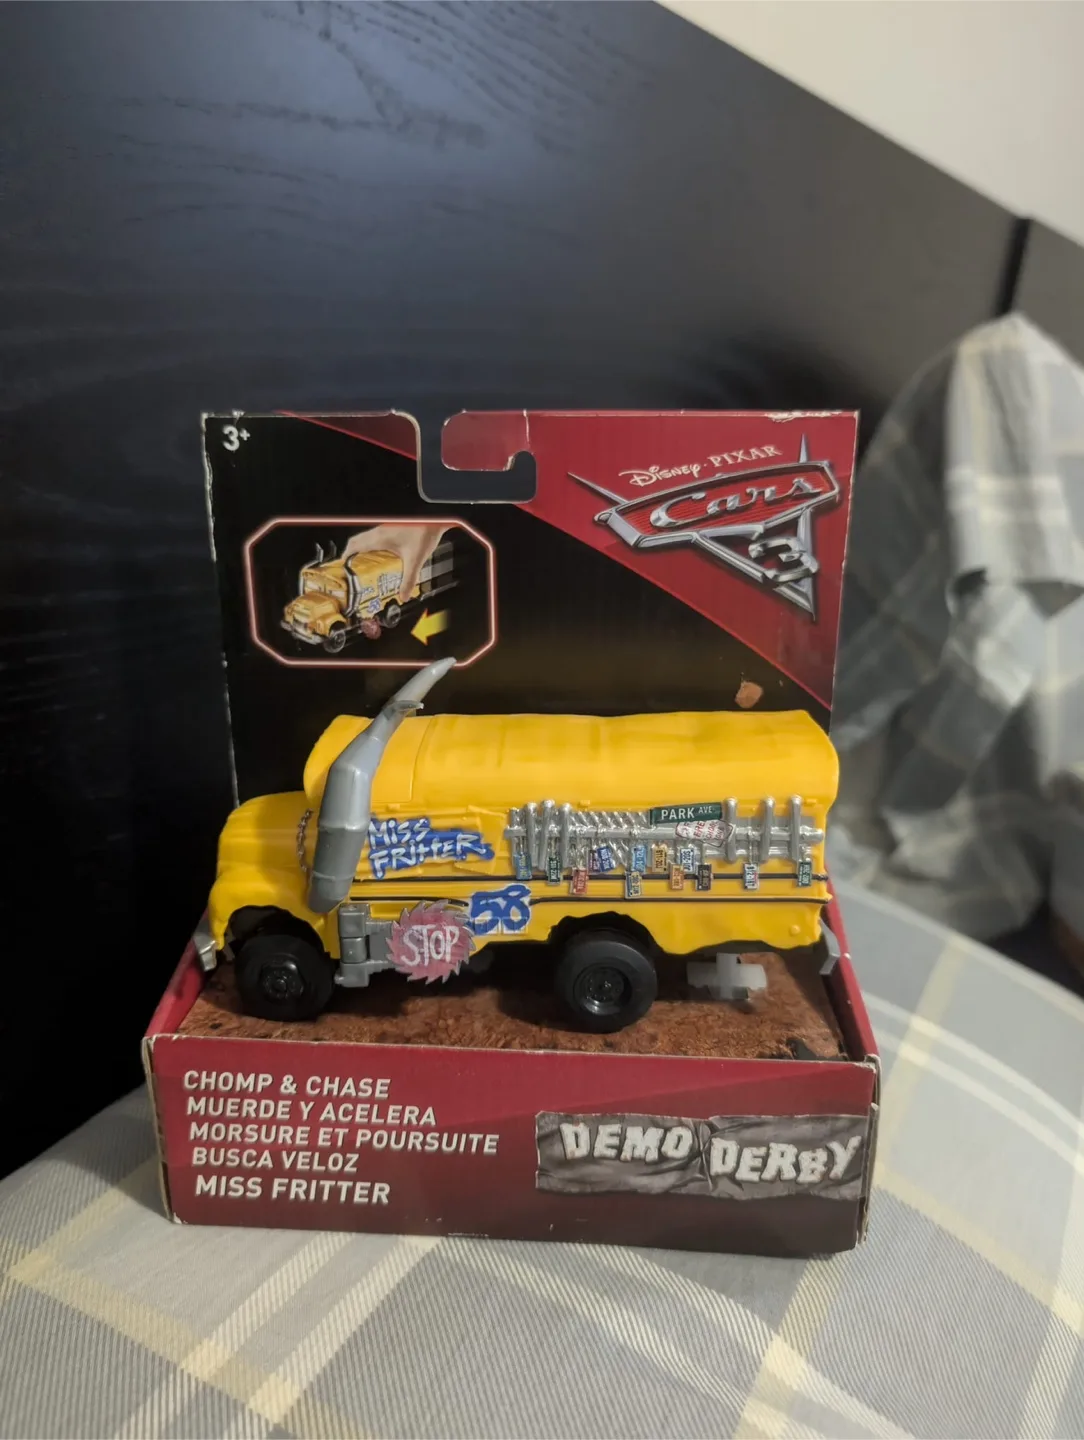 3+
DISNEY·PIXAR
Cars
3
MISS
FRITTER
PARK AVE
58
STOP
CHOMP & CHASE
MUERDE Y ACELERA
MORSURE ET POURSUITE
BUSCA VELOZ
MISS FRITTER
DEMO DERBY